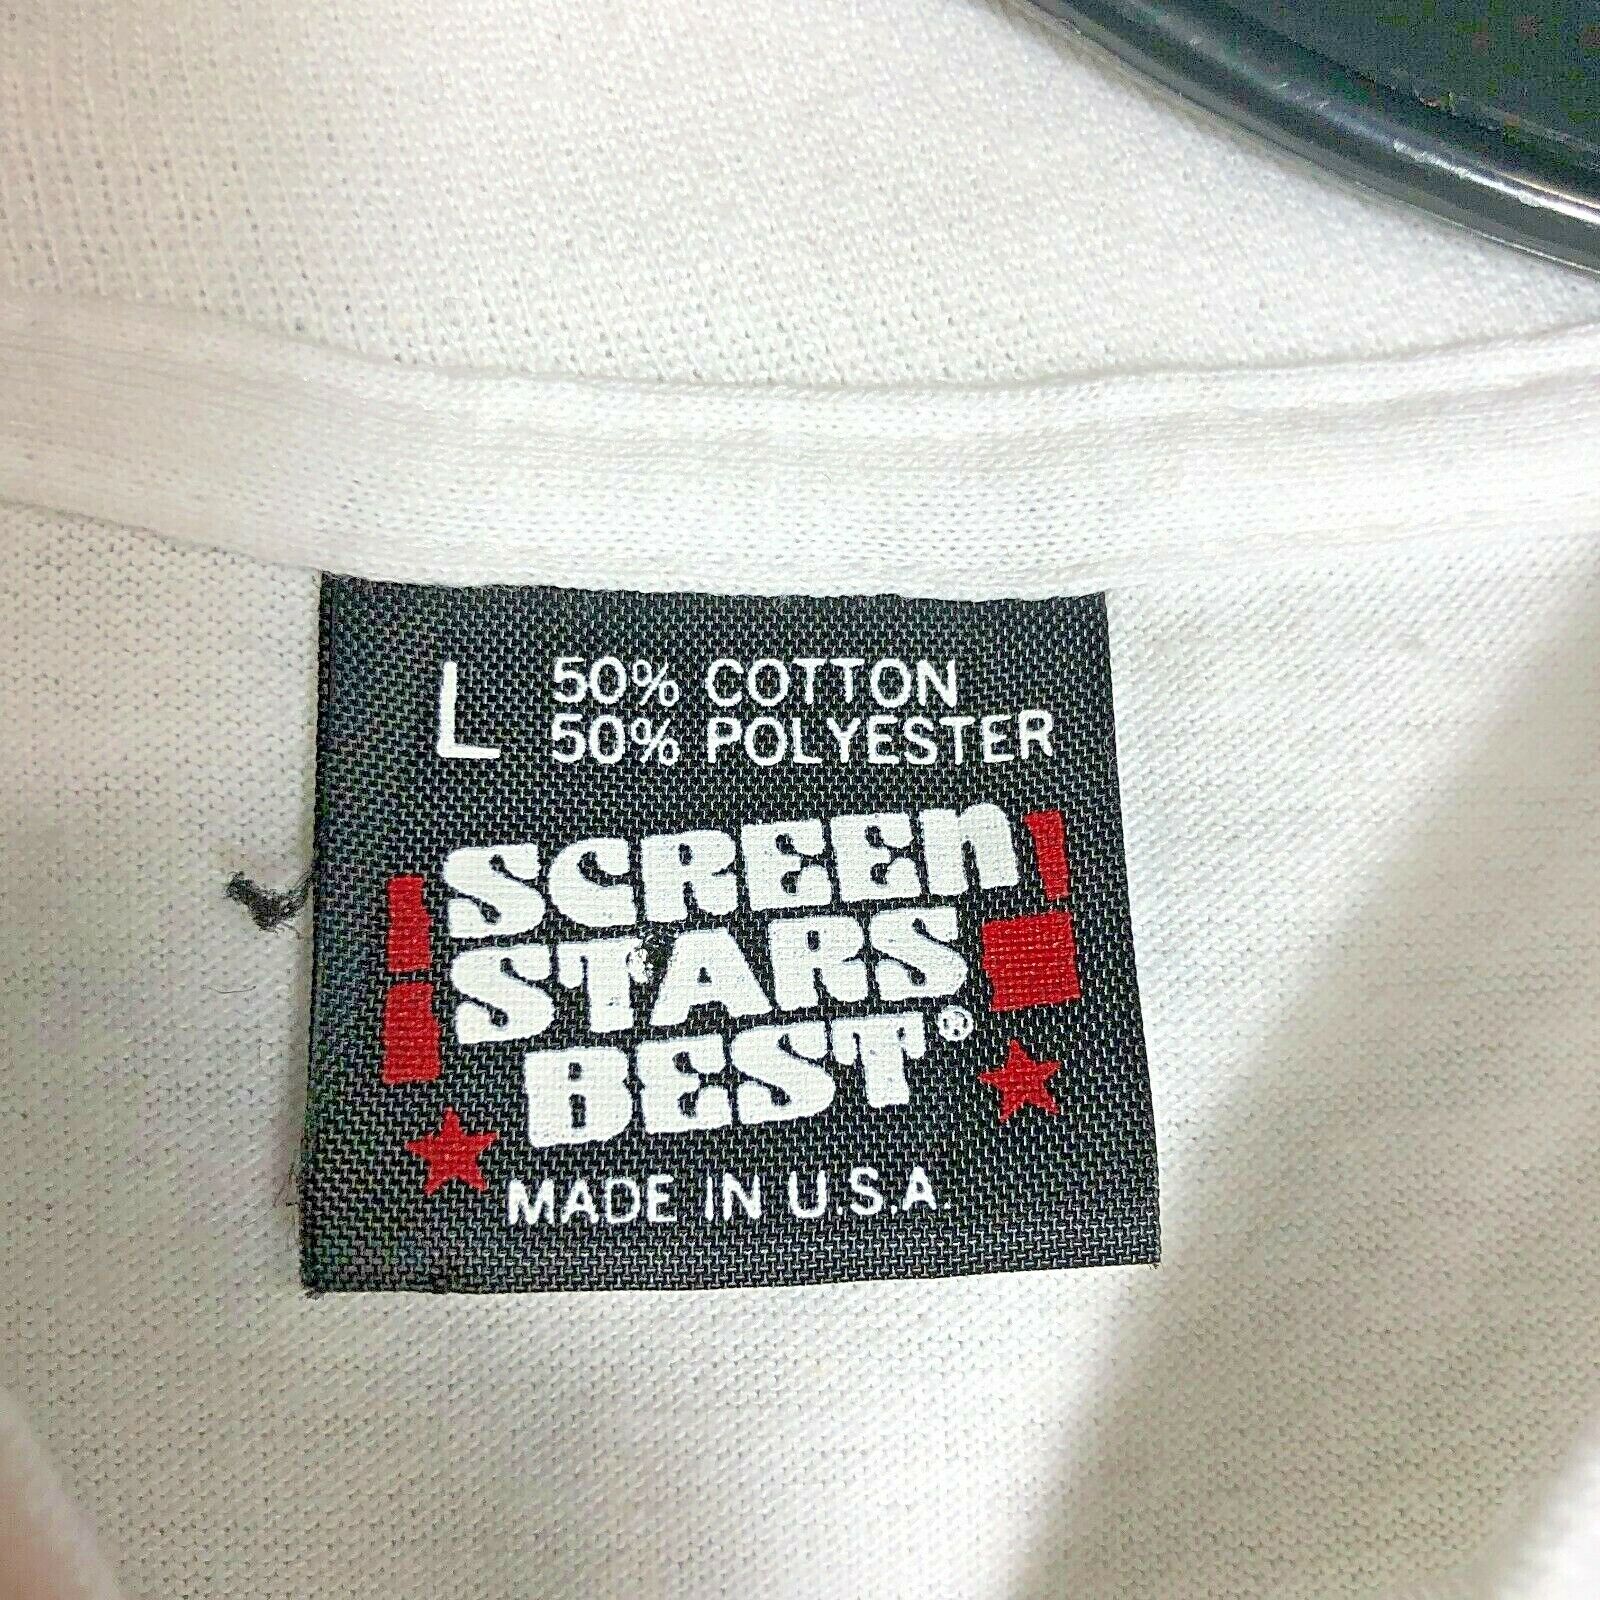 L 50% COTTON
50% POLYESTER
SCREEN
STARS
BEST®
MADE IN U.S.A.